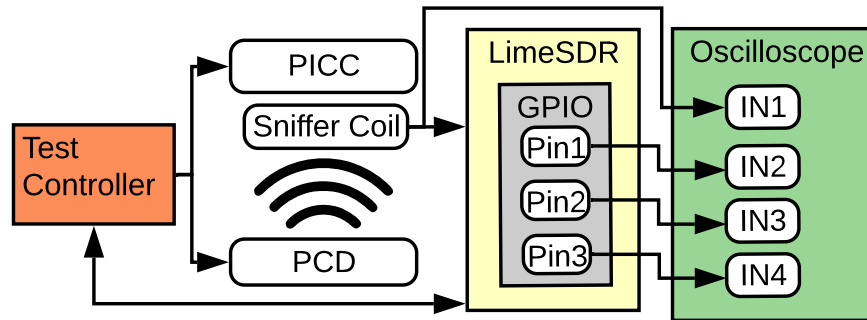 Test
Controller
PICC
Sniffer Coil
PCD
LimeSDR
GPIO
Pin1
Pin2
Pin3
Oscilloscope
IN1
IN2
IN3
IN4